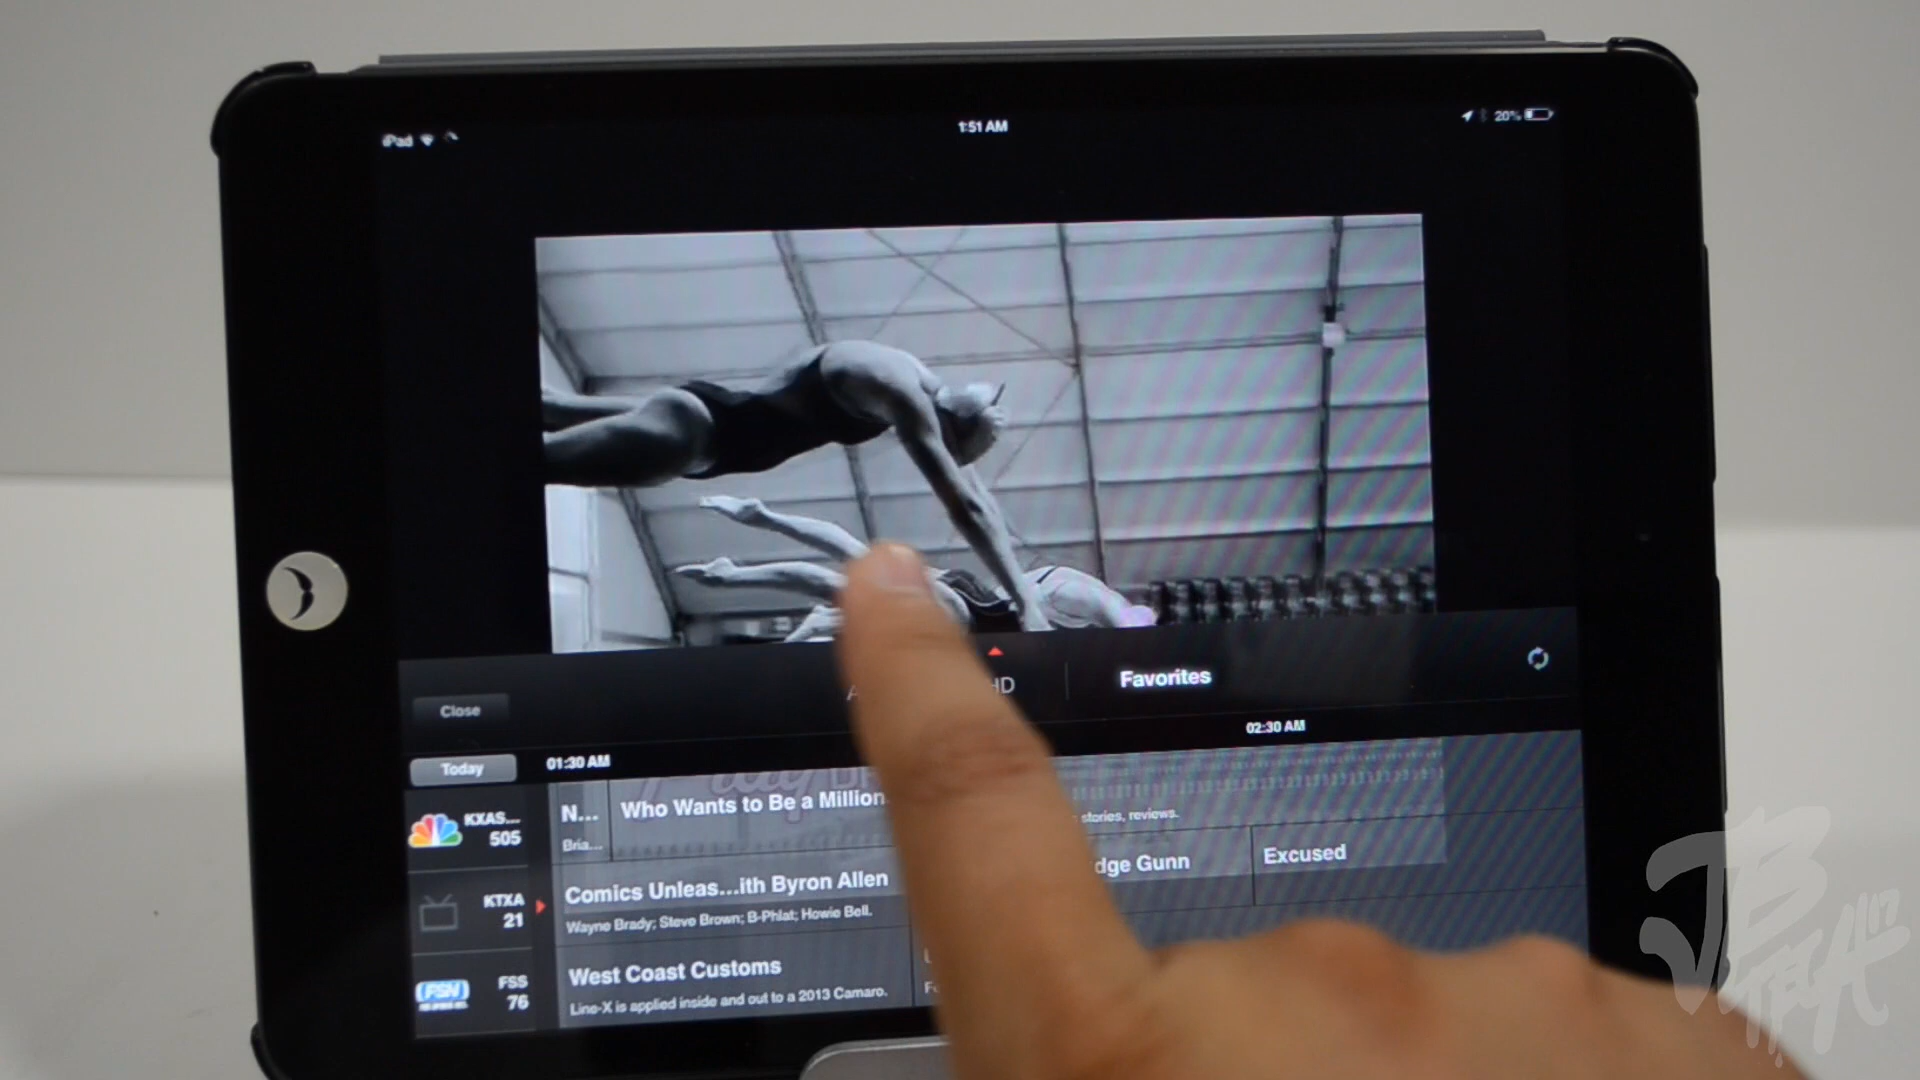 iPad
1:51 AM
20%
HD
Favorites
Close
Today
01:30 AM
02:30 AM
KXAS...
505
N...
Who Wants to Be a Million
Bria...
stories, reviews.
KTXA
21
Comics Unleas...ith Byron Allen
Wayne Brady; Steve Brown; B-Phlat; Howie Bell.
dge Gunn
Excused
FSN
FSS
76
West Coast Customs
Line-X is applied inside and out to a 2013 Camaro.